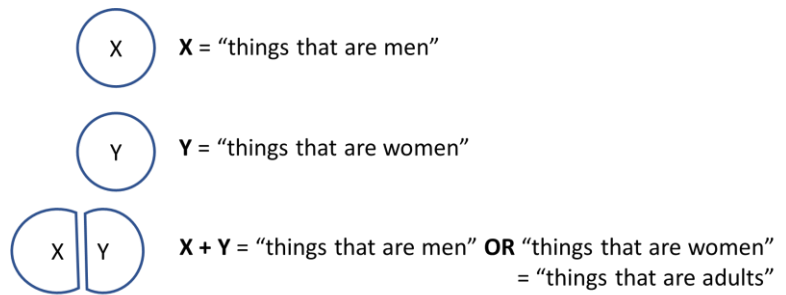 X X = “things that are men”
Y Y = “things that are women”
X Y X + Y = “things that are men” OR “things that are women”
= “things that are adults”